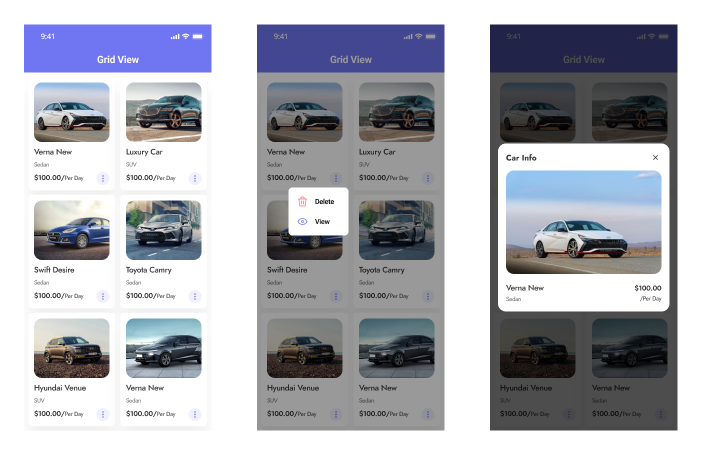 9:41
Grid View
Verna New
Sedan
$100.00/Per Day
Luxury Car
SUV
$100.00/Per Day
Swift Desire
Sedan
$100.00/Per Day
Toyota Camry
Sedan
$100.00/Per Day
Hyundai Venue
SUV
$100.00/Per Day
Verna New
Sedan
$100.00/Per Day
9:41
Grid View
Verna New
Sedan
$100.00/Per Day
Luxury Car
SUV
$100.00/Per Day
Delete
View
Swift Desire
Sedan
$100.00/Per Day
Toyota Camry
Sedan
$100.00/Per Day
Hyundai Venue
SUV
$100.00/Per Day
Verna New
Sedan
$100.00/Per Day
9:41
Grid View
Car Info
Verna New
$100.00
Sedan
/Per Day
Hyundai Venue
SUV
$100.00/Per Day
Verna New
Sedan
$100.00/Per Day